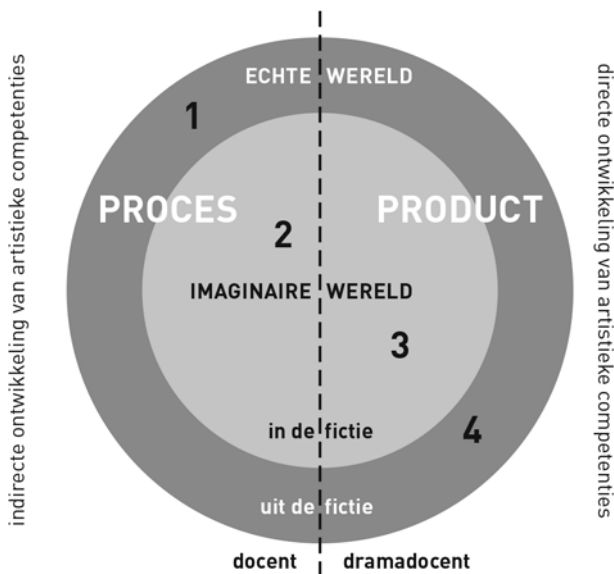 indirecte ontwikkeling van artistieke competenties
ECHTE WERELD
1
PROCES PRODUCT
2
IMAGINAIRE WERELD
3
in de fictie
4
uit de fictie
docent dramadocent
directe ontwikkeling van artistieke competenties